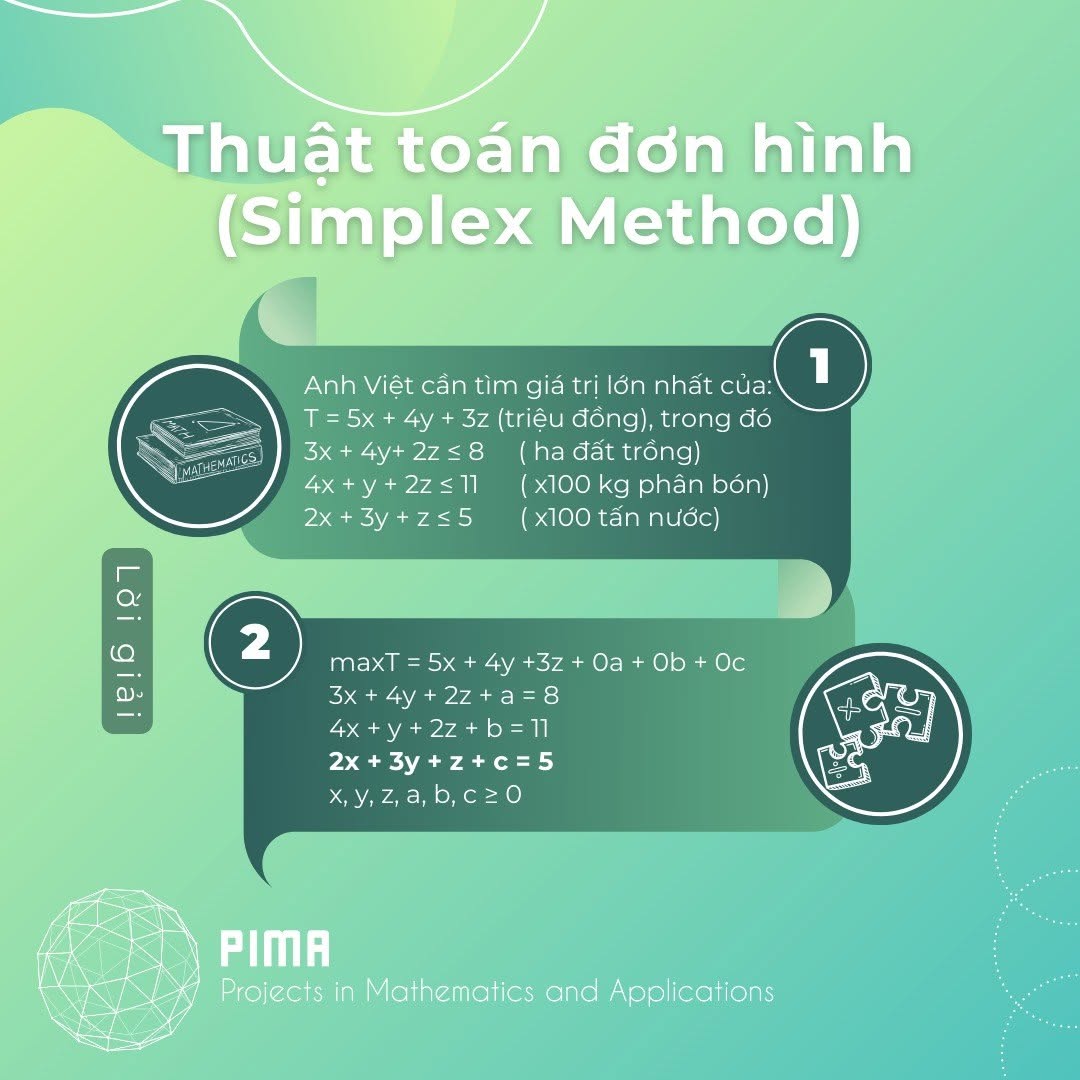 Thuật toán đơn hình
(Simplex Method)
1
Anh Việt cần tìm giá trị lớn nhất của:
T = 5x + 4y + 3z (triệu đồng), trong đó
3x + 4y+ 2z ≤ 8 ( ha đất trồng)
4x + y + 2z ≤ 11 ( x100 kg phân bón)
2x + 3y + z ≤ 5 ( x100 tấn nước)
MATH
MATHEMATICS
Lời giải
2
maxT = 5x + 4y +3z + 0a + 0b + 0c
3x + 4y + 2z + a = 8
4x + y + 2z + b = 11
2x + 3y + z + c = 5
x, y, z, a, b, c ≥ 0
PIMA
Projects in Mathematics and Applications